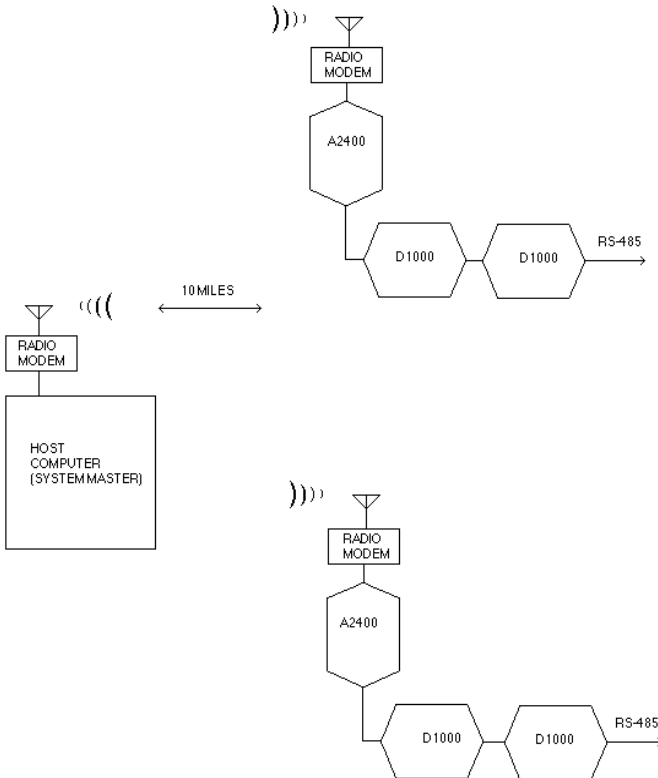 RADIO
MODEM
A2400
D1000
D1000
RS-485
10 MILES
RADIO
MODEM
HOST
COMPUTER
(SYSTEM MASTER)
RADIO
MODEM
A2400
D1000
D1000
RS-485